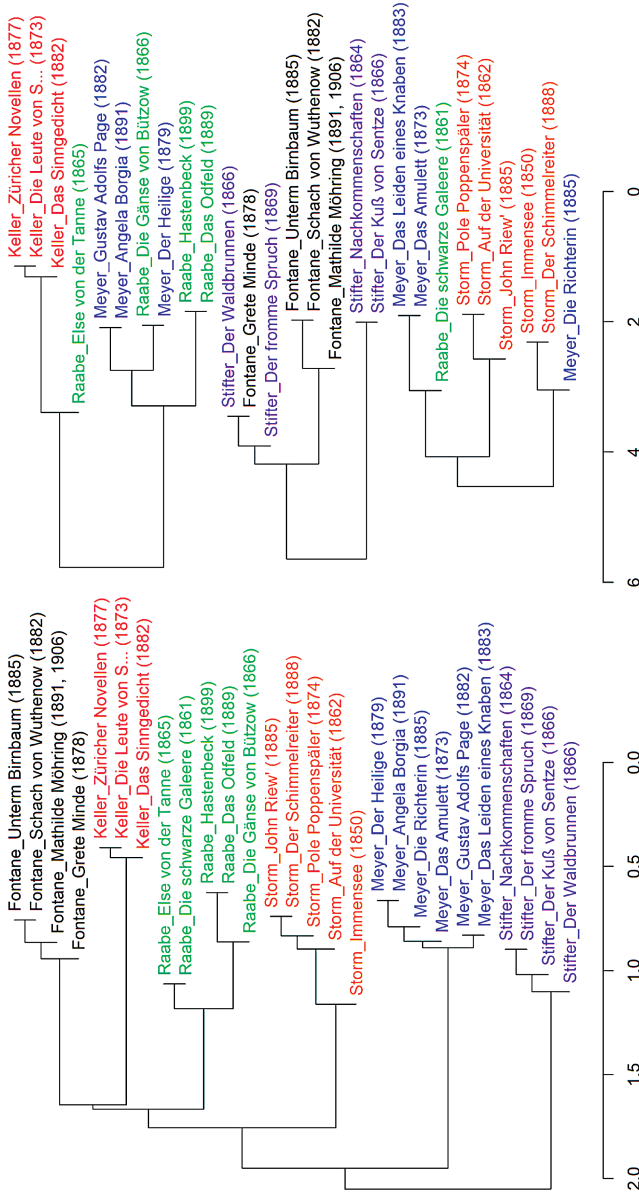 Fontane_Unterm Birnbaum (1885)
Fontane_Schach von Wuthenow (1882)
Fontane_Mathilde Möhring (1891, 1906)
Fontane_Grete Minde (1878)
Keller_Züricher Novellen (1877)
Keller_Die Leute von S... (1873)
Keller_Das Sinngedicht (1882)
Raabe_Else von der Tanne (1865)
Raabe_Die schwarze Galeere (1861)
Raabe_Hastenbeck (1899)
Raabe_Das Odfeld (1889)
Raabe_Die Gänse von Bützow (1866)
Storm_John Riew' (1885)
Storm_Der Schimmelreiter (1888)
Storm_Pole Poppenspäler (1874)
Storm_Auf der Universität (1862)
Storm_Immensee (1850)
Meyer_Der Heilige (1879)
Meyer_Angela Borgia (1891)
Meyer_Die Richterin (1885)
Meyer_Das Amulett (1873)
Meyer_Gustav Adolfs Page (1882)
Meyer_Das Leiden eines Knaben (1883)
Stifter_Nachkommenschaften (1864)
Stifter_Der fromme Spruch (1869)
Stifter_Der Kuß von Sentze (1866)
Stifter_Der Waldbrunnen (1866)
2.0 1.5 1.0 0.5 0.0
Keller_Züricher Novellen (1877)
Keller_Die Leute von S... (1873)
Keller_Das Sinngedicht (1882)
Raabe_Else von der Tanne (1865)
Meyer_Gustav Adolfs Page (1882)
Meyer_Angela Borgia (1891)
Raabe_Die Gänse von Bützow (1866)
Meyer_Der Heilige (1879)
Raabe_Hastenbeck (1899)
Raabe_Das Odfeld (1889)
Stifter_Der Waldbrunnen (1866)
Fontane_Grete Minde (1878)
Stifter_Der fromme Spruch (1869)
Fontane_Unterm Birnbaum (1885)
Fontane_Schach von Wuthenow (1882)
Fontane_Mathilde Möhring (1891, 1906)
Stifter_Nachkommenschaften (1864)
Stifter_Der Kuß von Sentze (1866)
Meyer_Das Leiden eines Knaben (1883)
Meyer_Das Amulett (1873)
Raabe_Die schwarze Galeere (1861)
Storm_Pole Poppenspäler (1874)
Storm_Auf der Universität (1862)
Storm_John Riew' (1885)
Storm_Immensee (1850)
Storm_Der Schimmelreiter (1888)
Meyer_Die Richterin (1885)
6 4 2 0